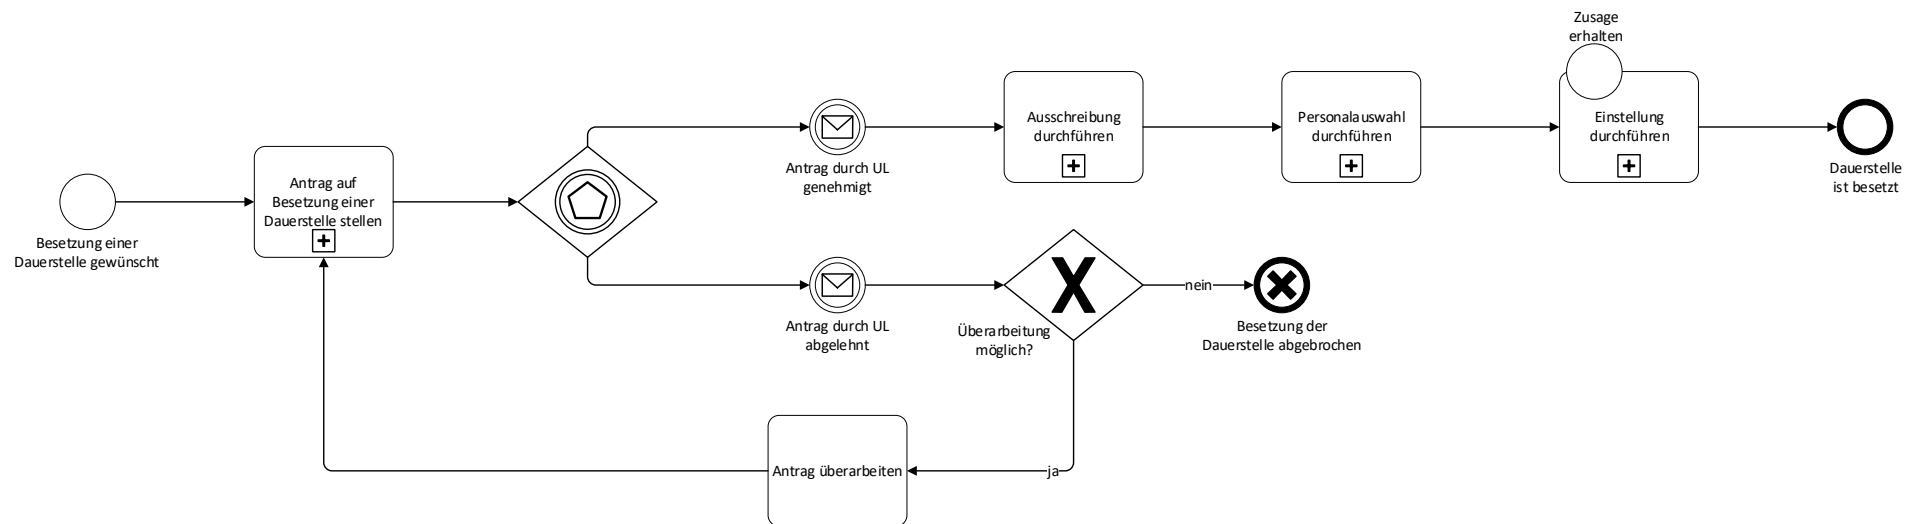 Zusage
erhalten
Ausschreibung
durchführen
Personalauswahl
durchführen
Einstellung
durchführen
Antrag durch UL
genehmigt
Dauerstelle
ist besetzt
Antrag auf
Besetzung einer
Dauerstelle stellen
Besetzung einer
Dauerstelle gewünscht
nein
Antrag durch UL
abgelehnt
Überarbeitung
möglich?
Besetzung der
Dauerstelle abgebrochen
Antrag überarbeiten
ja